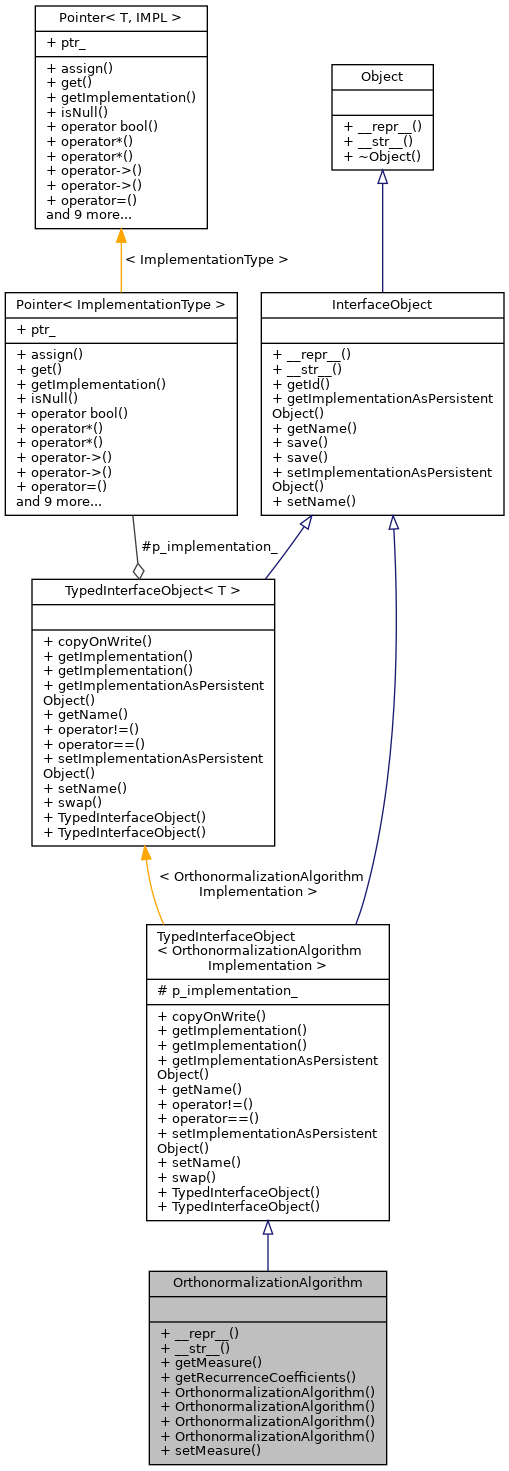 Pointer< T, IMPL >
+ ptr_
+ assign()
+ get()
+ getImplementation()
+ isNull()
+ operator bool()
+ operator*()
+ operator*()
+ operator->()
+ operator->()
+ operator=()
and 9 more...
Object
+ __repr__()
+ __str__()
+ ~Object()
< ImplementationType >
Pointer< ImplementationType >
+ ptr_
+ assign()
+ get()
+ getImplementation()
+ isNull()
+ operator bool()
+ operator*()
+ operator*()
+ operator->()
+ operator->()
+ operator=()
and 9 more...
InterfaceObject
+ __repr__()
+ __str__()
+ getId()
+ getImplementationAsPersistent
Object()
+ getName()
+ save()
+ save()
+ setImplementationAsPersistent
Object()
+ setName()
#p_implementation_
TypedInterfaceObject< T >
+ copyOnWrite()
+ getImplementation()
+ getImplementation()
+ getImplementationAsPersistent
Object()
+ getName()
+ operator!=()
+ operator==()
+ setImplementationAsPersistent
Object()
+ setName()
+ swap()
+ TypedInterfaceObject()
+ TypedInterfaceObject()
< OrthonormalizationAlgorithm
Implementation >
TypedInterfaceObject
< OrthonormalizationAlgorithm
Implementation >
# p_implementation_
+ copyOnWrite()
+ getImplementation()
+ getImplementation()
+ getImplementationAsPersistent
Object()
+ getName()
+ operator!=()
+ operator==()
+ setImplementationAsPersistent
Object()
+ setName()
+ swap()
+ TypedInterfaceObject()
+ TypedInterfaceObject()
OrthonormalizationAlgorithm
+ __repr__()
+ __str__()
+ getMeasure()
+ getRecurrenceCoefficients()
+ OrthonormalizationAlgorithm()
+ OrthonormalizationAlgorithm()
+ OrthonormalizationAlgorithm()
+ OrthonormalizationAlgorithm()
+ setMeasure()